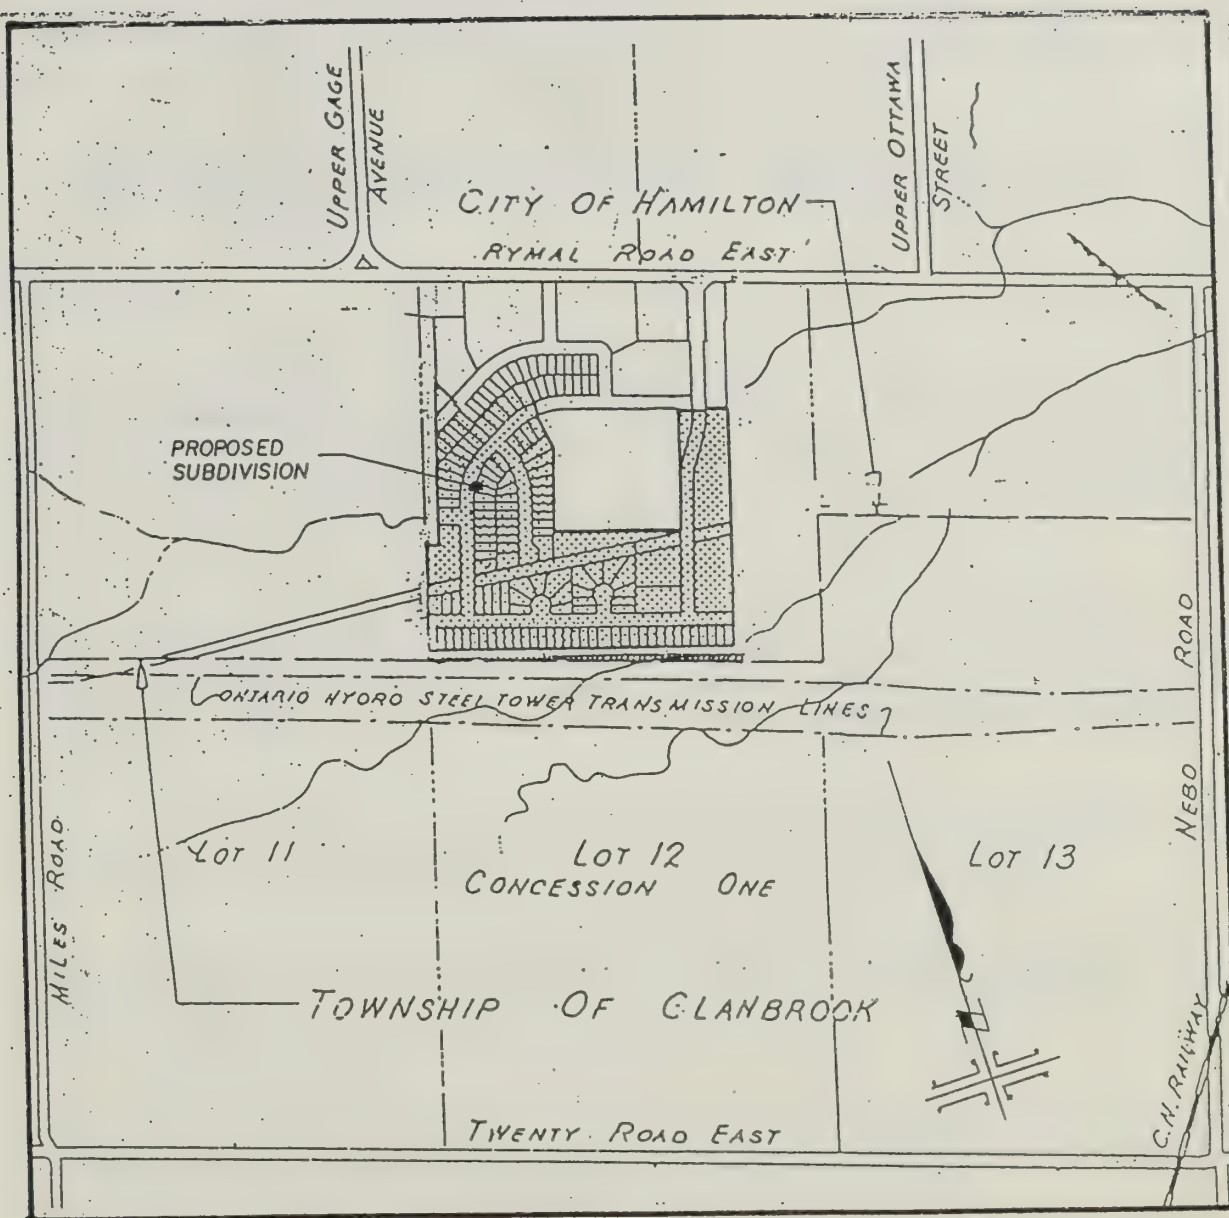 UPPER GAGE
AVENUE
UPPER OTTAWA
STREET
CITY OF HAMILTON
RYMAL ROAD EAST
PROPOSED
SUBDIVISION
ONTARIO HYDRO STEEL TOWER TRANSMISSION LINES
NEBO ROAD
MILES ROAD
LOT 11
LOT 12
LOT 13
CONCESSION ONE
TOWNSHIP OF GLANBROOK
C.N. RAILWAY
TWENTY ROAD EAST